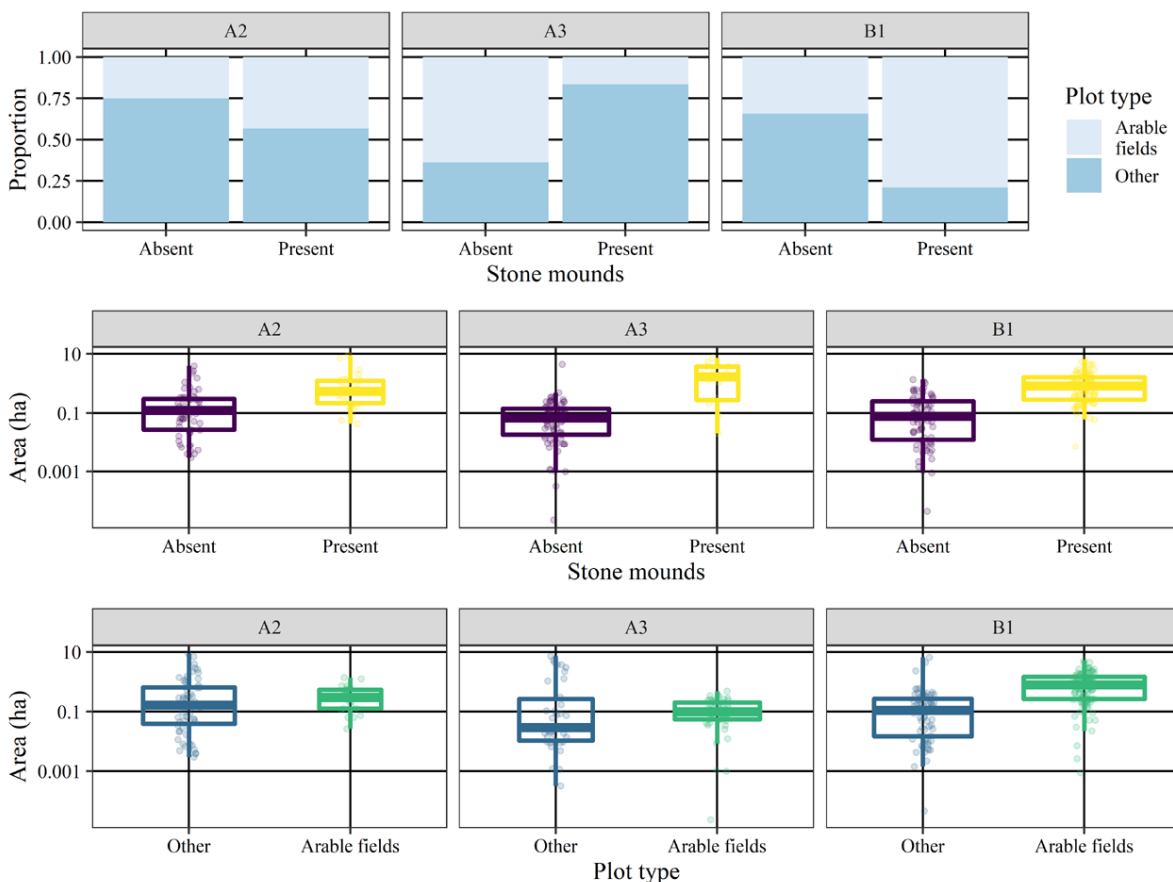 A2 A3 B1
1.00
0.75
0.50
0.25
0.00
Proportion
Absent Present Absent Present Absent Present
Stone mounds
Plot type
Arable
fields
Other
A2 A3 B1
10
0.1
0.001
Area (ha)
Absent Present Absent Present Absent Present
Stone mounds
A2 A3 B1
10
0.1
0.001
Area (ha)
Other Arable fields Other Arable fields Other Arable fields
Plot type